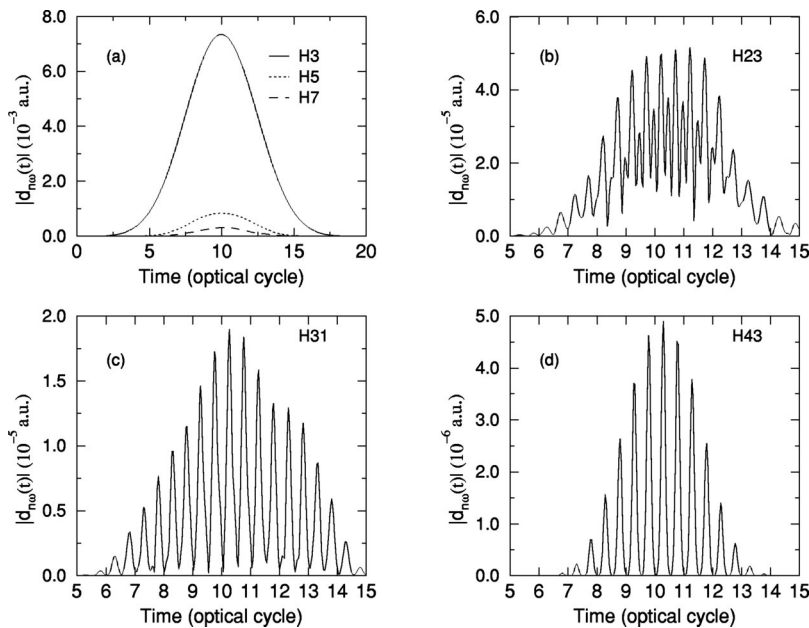 (a)
H3
H5
H7
|d_nω(t)| (10⁻³ a.u.)
8.0
6.0
4.0
2.0
0.0
0 5 10 15 20
Time (optical cycle)
(b)
H23
|d_nω(t)| (10⁻⁵ a.u.)
6.0
4.0
2.0
0.0
5 6 7 8 9 10 11 12 13 14 15
Time (optical cycle)
(c)
H31
|d_nω(t)| (10⁻⁵ a.u.)
2.0
1.5
1.0
0.5
0.0
5 6 7 8 9 10 11 12 13 14 15
Time (optical cycle)
(d)
H43
|d_nω(t)| (10⁻⁶ a.u.)
5.0
4.0
3.0
2.0
1.0
0.0
5 6 7 8 9 10 11 12 13 14 15
Time (optical cycle)